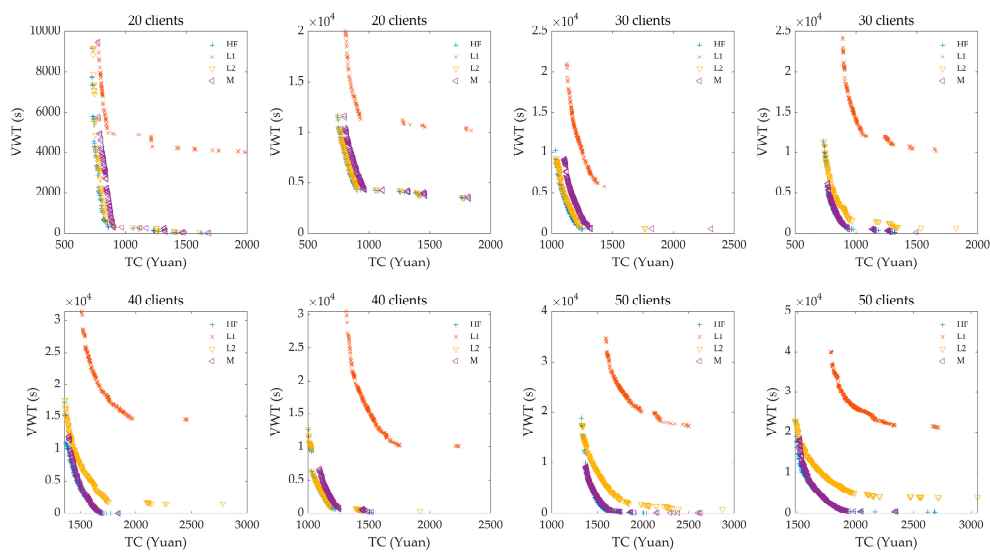 20 clients
10000
8000
6000
4000
2000
0
VWT (s)
500
1000
1500
2000
TC (Yuan)
HF
L1
L2
M
20 clients
×10⁴
2
1.5
1
0.5
0
VWT (s)
500
1000
1500
2000
TC (Yuan)
HF
L1
L2
M
30 clients
×10⁴
2.5
2
1.5
1
0.5
0
VWT (s)
1000
1500
2000
2500
TC (Yuan)
HF
L1
L2
M
30 clients
×10⁴
2.5
2
1.5
1
0.5
0
VWT (s)
500
1000
1500
2000
TC (Yuan)
HF
L1
L2
M
40 clients
×10⁴
3
2.5
2
1.5
1
0.5
0
VWT (s)
1500
2000
2500
3000
TC (Yuan)
HF
L1
L2
M
40 clients
×10⁴
3
2.5
2
1.5
1
0.5
0
VWT (s)
1000
1500
2000
2500
TC (Yuan)
HF
L1
L2
M
50 clients
×10⁴
4
3
2
1
0
VWT (s)
1000
1500
2000
2500
3000
TC (Yuan)
HF
L1
L2
M
50 clients
×10⁴
5
4
3
2
1
0
VWT (s)
1500
2000
2500
3000
TC (Yuan)
HF
L1
L2
M